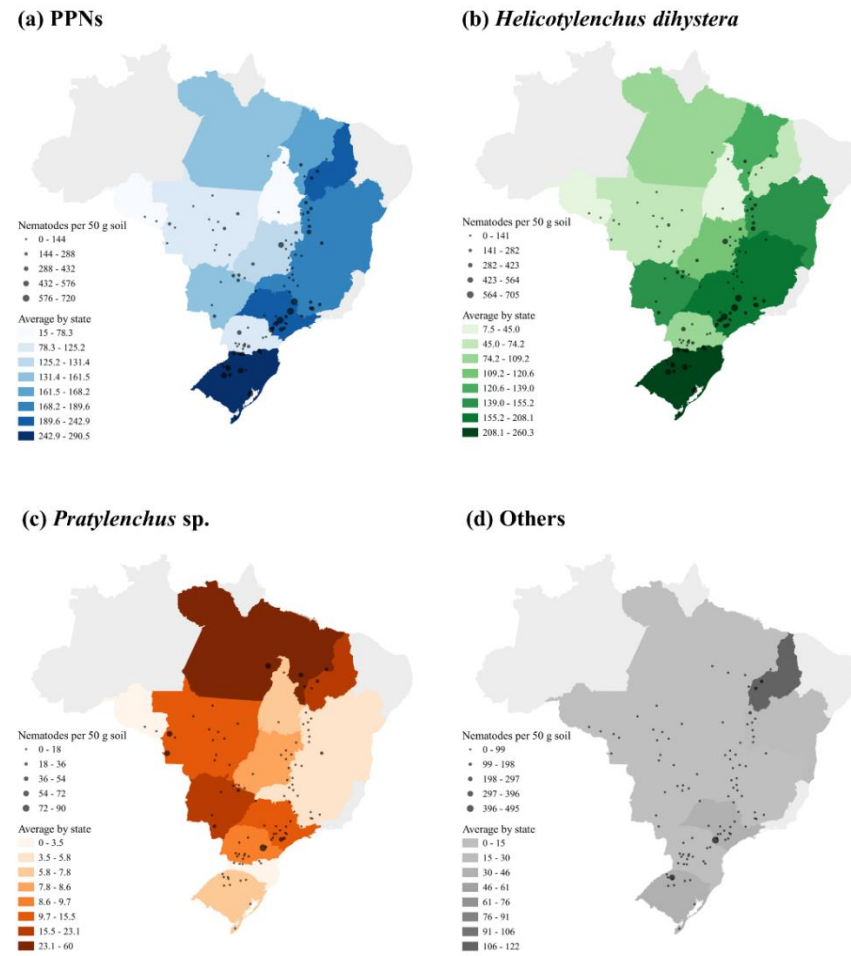 (a) PPNs
Nematodes per 50 g soil
0 - 144
144 - 288
288 - 432
432 - 576
576 - 720
Average by state
15 - 78.3
78.3 - 125.2
125.2 - 131.4
131.4 - 161.5
161.5 - 168.2
168.2 - 189.6
189.6 - 242.9
242.9 - 290.5
(b) Helicotylenchus dihystera
Nematodes per 50 g soil
0 - 141
141 - 282
282 - 423
423 - 564
564 - 705
Average by state
7.5 - 45.0
45.0 - 74.2
74.2 - 109.2
109.2 - 120.6
120.6 - 139.0
139.0 - 155.2
155.2 - 208.1
208.1 - 260.3
(c) Pratylenchus sp.
Nematodes per 50 g soil
0 - 18
18 - 36
36 - 54
54 - 72
72 - 90
Average by state
0 - 3.5
3.5 - 5.8
5.8 - 7.8
7.8 - 8.6
8.6 - 9.7
9.7 - 15.5
15.5 - 23.1
23.1 - 60
(d) Others
Nematodes per 50 g soil
0 - 99
99 - 198
198 - 297
297 - 396
396 - 495
Average by state
0 - 15
15 - 30
30 - 46
46 - 61
61 - 76
76 - 91
91 - 106
106 - 122